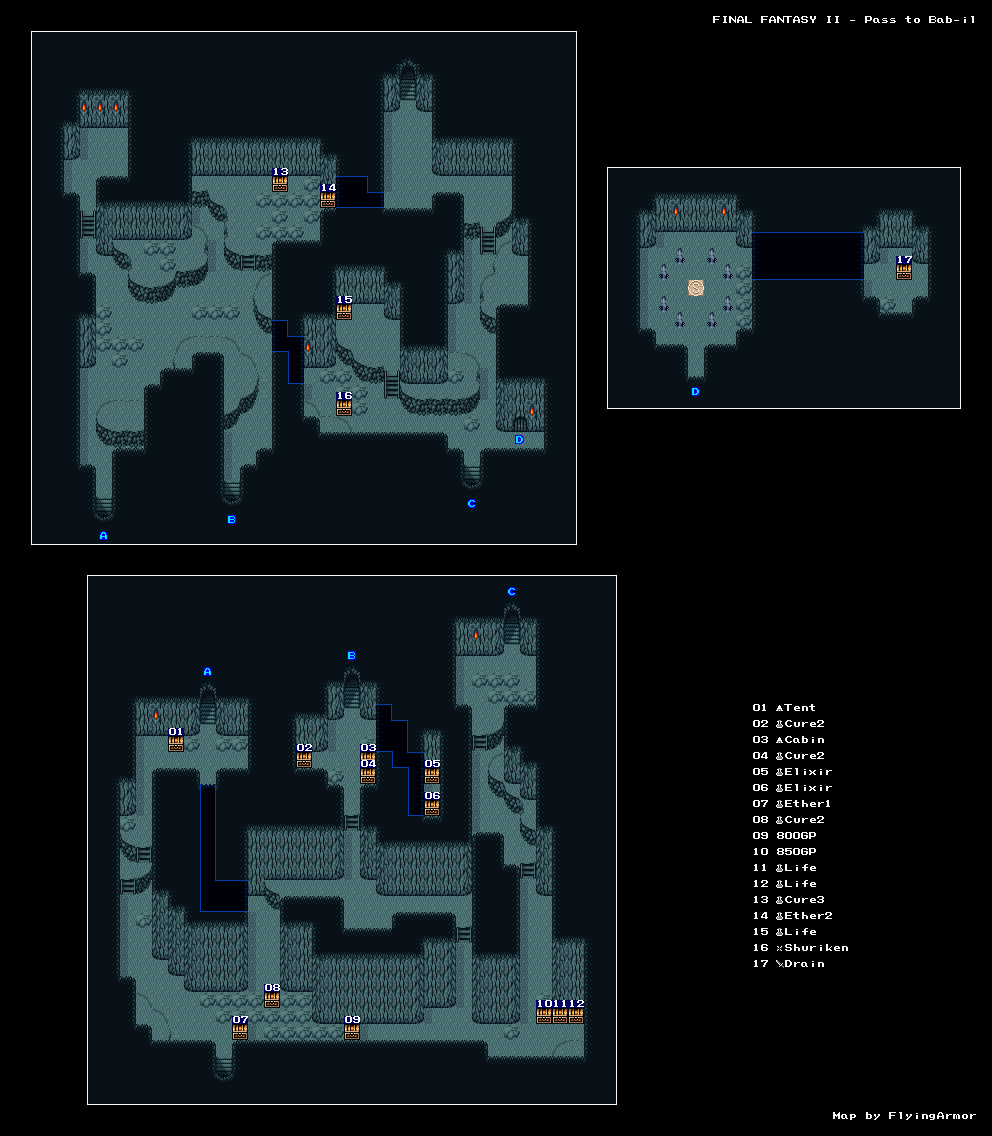 FINAL FANTASY II - Pass to Bab-il
13
14
17
15
S
16
D
D
C
B
A
C
B
A
01
02
03
04
05
06
01 Tent
02 Cure2
03 Cabin
04 Cure2
05 Elixir
06 Elixir
07 Ether1
08 Cure2
09 800GP
10 850GP
11 Life
12 Life
13 Cure3
14 Ether2
15 Life
16 Shuriken
17 Drain
08
10 11 12
07
09
Map by FlyingArmor